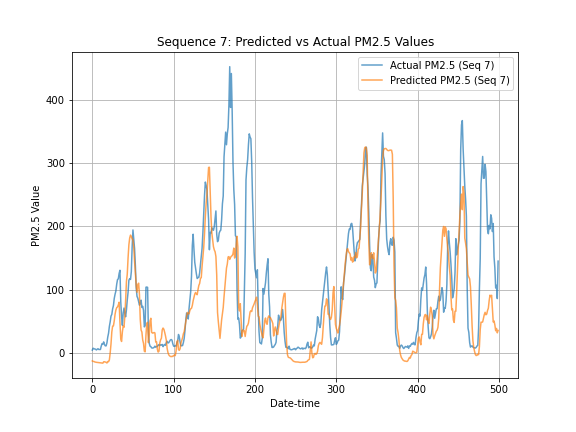 Sequence 7: Predicted vs Actual PM2.5 Values
Actual PM2.5 (Seq 7)
Predicted PM2.5 (Seq 7)
400
300
200
100
0
PM2.5 Value
0 100 200 300 400 500
Date-time